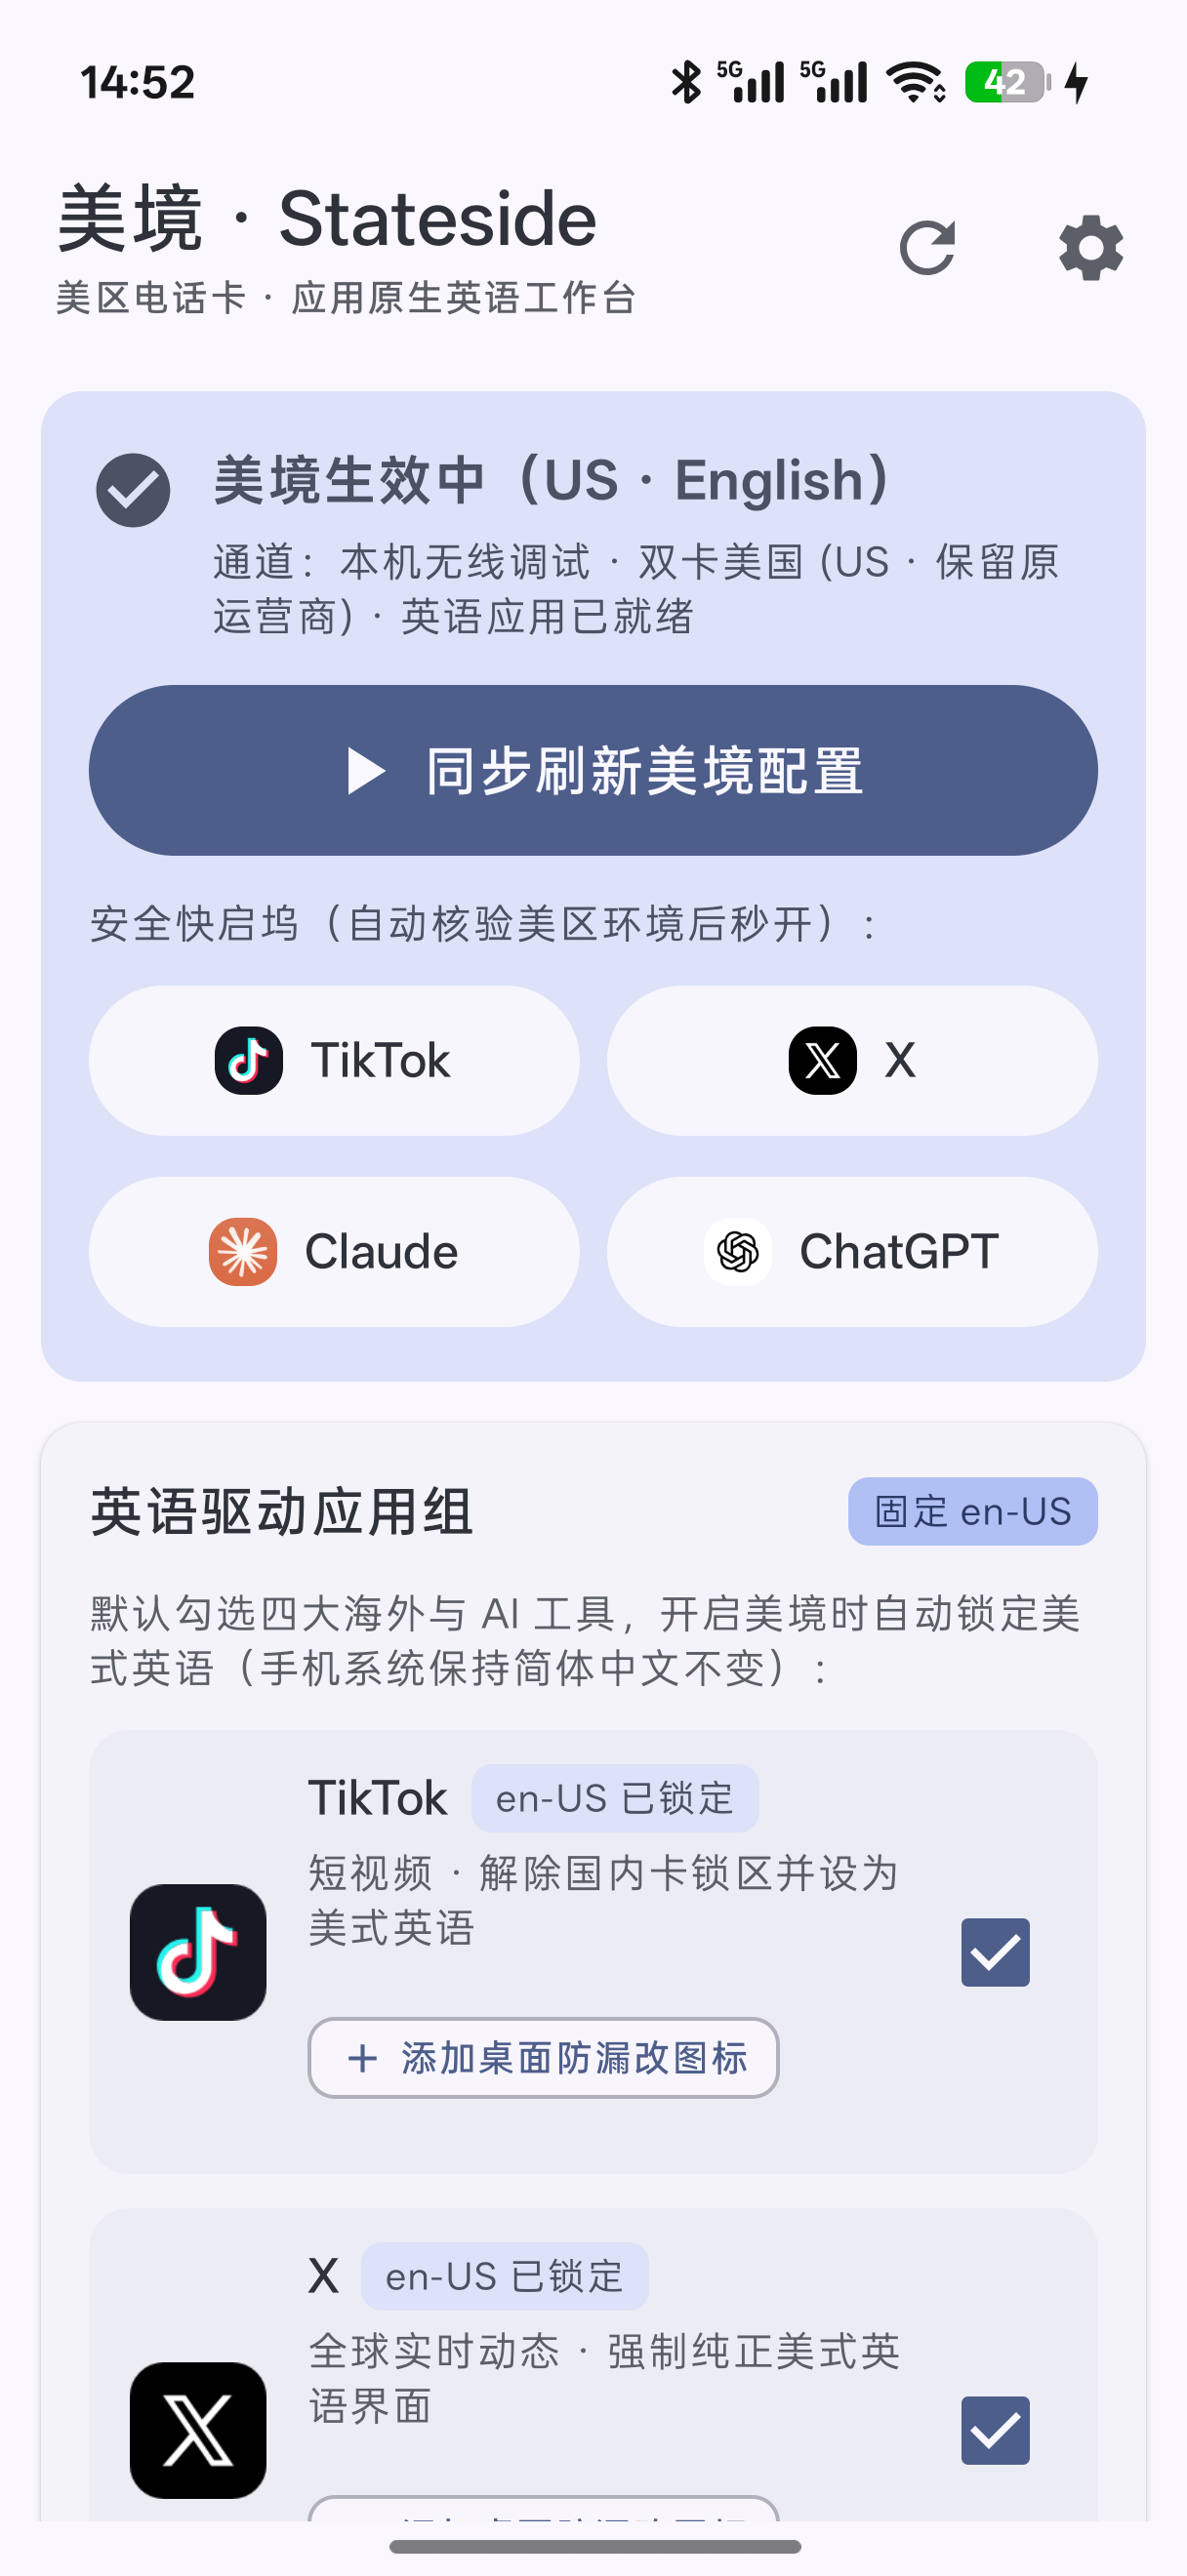 14:52
5G 5G 42
美境 · Stateside
美区电话卡 · 应用原生英语工作台
美境生效中（US · English）
通道：本机无线调试 · 双卡美国 (US · 保留原
运营商) · 英语应用已就绪
同步刷新美境配置
安全快启坞（自动核验美区环境后秒开）：
TikTok
X
Claude
ChatGPT
英语驱动应用组
固定 en-US
默认勾选四大海外与 AI 工具，开启美境时自动锁定美
式英语（手机系统保持简体中文不变）：
TikTok en-US 已锁定
短视频 · 解除国内卡锁区并设为
美式英语
+ 添加桌面防漏改图标
X en-US 已锁定
全球实时动态 · 强制纯正美式英
语界面